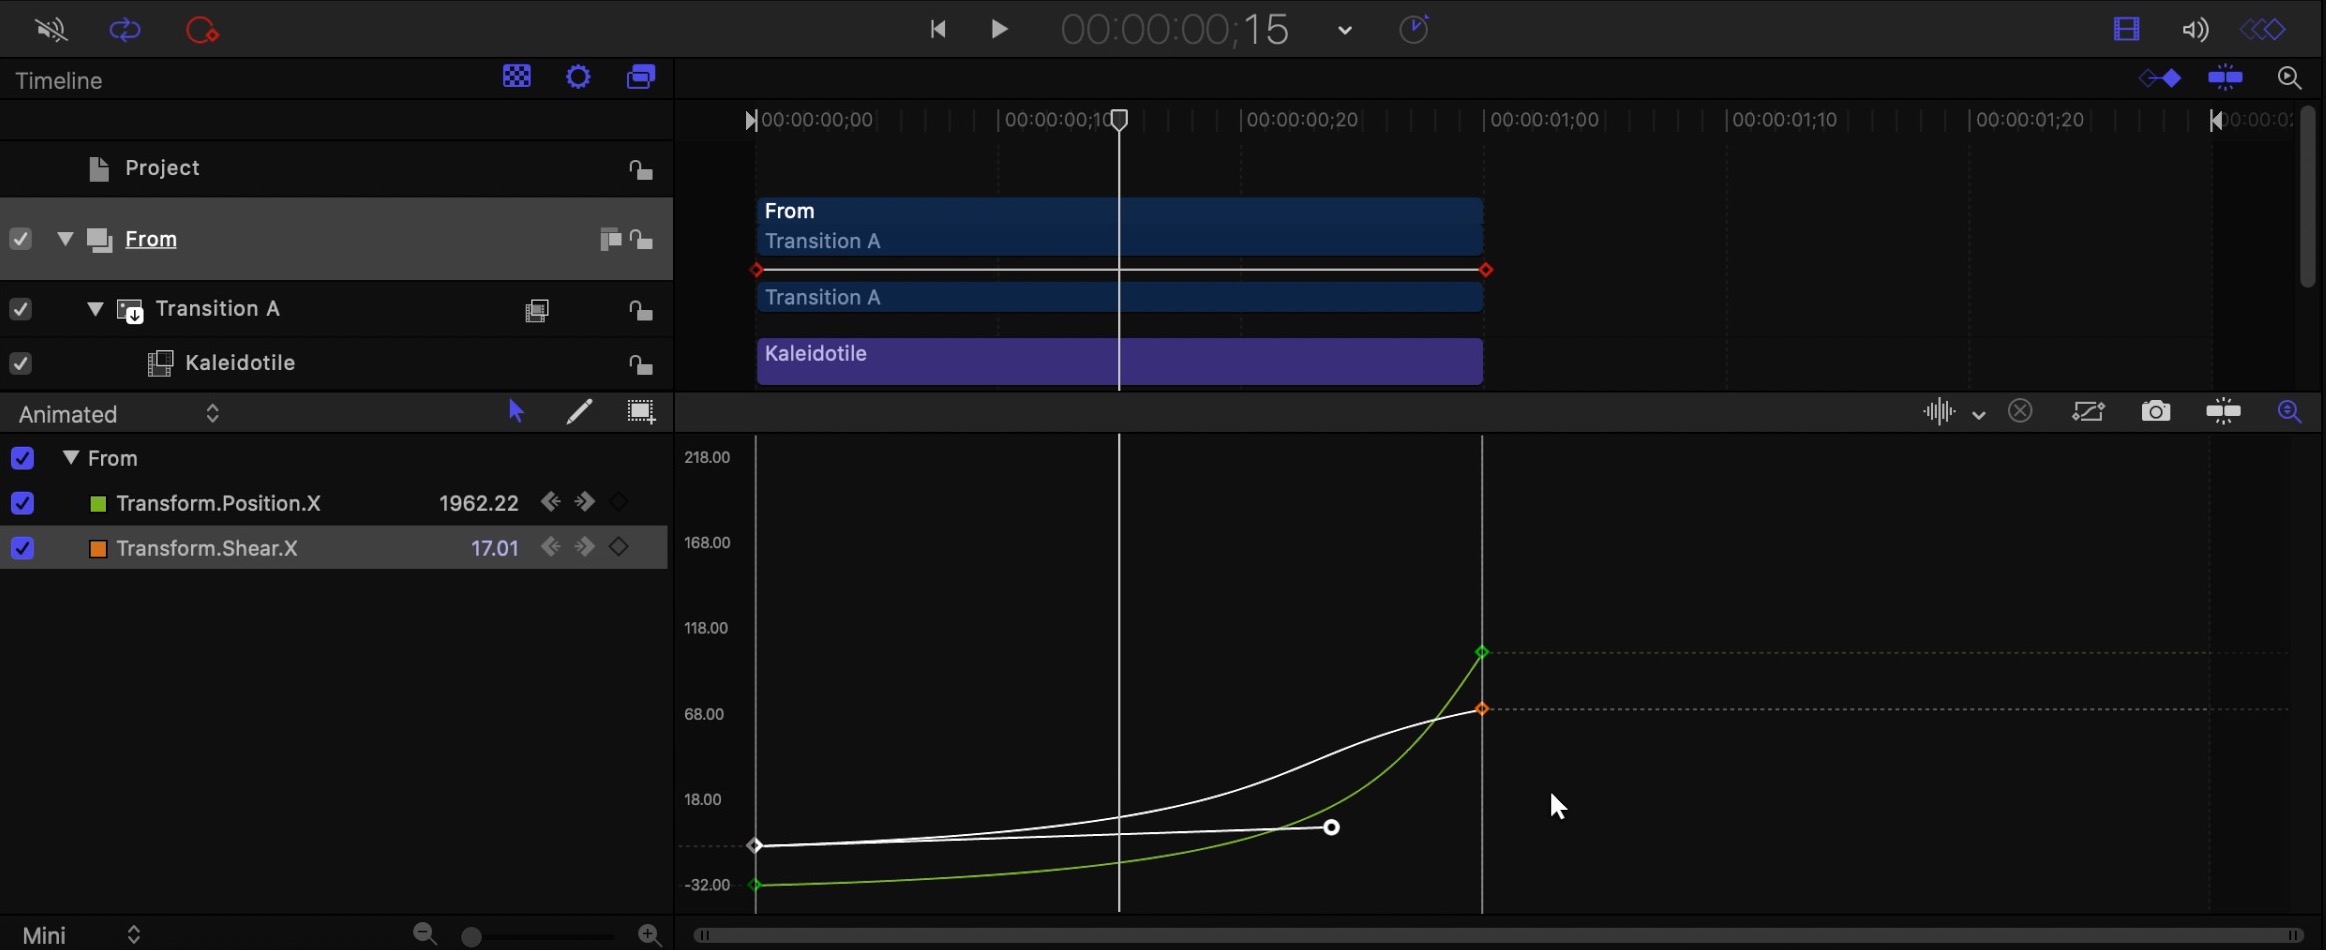 00:00:00;15
Timeline
00:00:00;00
00:00:00;10
00:00:00;20
00:00:01;00
00:00:01;10
00:00:01;20
Project
From
Transition A
From
Transition A
Transition A
Kaleidotile
Kaleidotile
Animated
From
Transform.Position.X 1962.22
Transform.Shear.X 17.01
218.00
168.00
118.00
68.00
18.00
-32.00
Mini